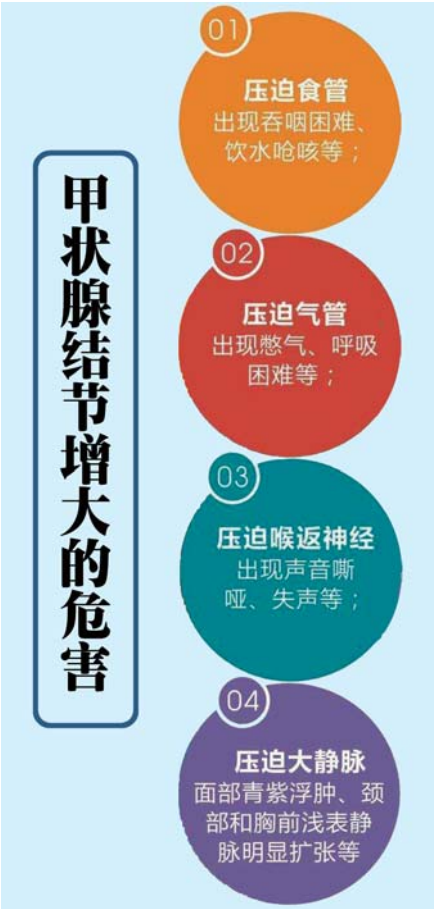 甲状腺结节增大的危害
01
压迫食管
出现吞咽困难、
饮水呛咳等；
02
压迫气管
出现憋气、呼吸
困难等；
03
压迫喉返神经
出现声音嘶
哑、失声等；
04
压迫大静脉
面部青紫浮肿、颈
部和胸前浅表静
脉明显扩张等